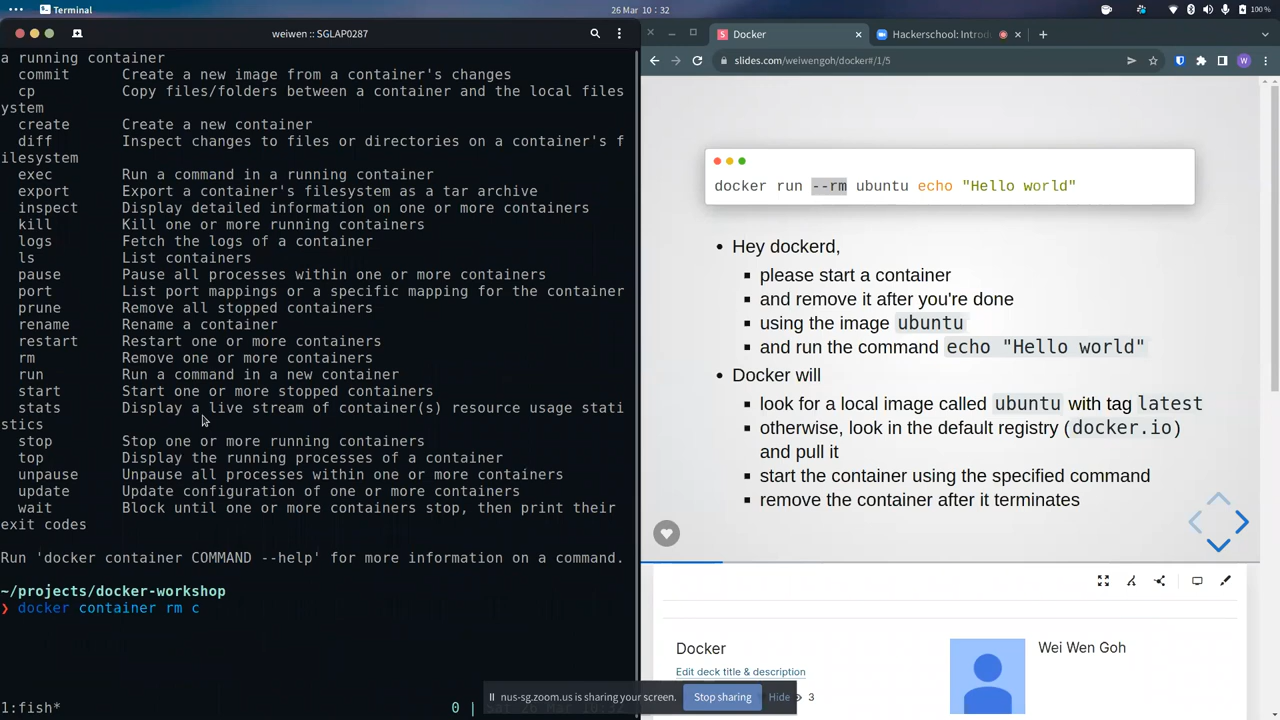 Terminal
26 Mar 10:32
100 %
weiwen :: SGLAP0287
a running container
commit Create a new image from a container's changes
cp Copy files/folders between a container and the local files
ystem
create Create a new container
diff Inspect changes to files or directories on a container's f
ilesystem
exec Run a command in a running container
export Export a container's filesystem as a tar archive
inspect Display detailed information on one or more containers
kill Kill one or more running containers
logs Fetch the logs of a container
ls List containers
pause Pause all processes within one or more containers
port List port mappings or a specific mapping for the container
prune Remove all stopped containers
rename Rename a container
restart Restart one or more containers
rm Remove one or more containers
run Run a command in a new container
start Start one or more stopped containers
stats Display a live stream of container(s) resource usage stati
stics
stop Stop one or more running containers
top Display the running processes of a container
unpause Unpause all processes within one or more containers
update Update configuration of one or more containers
wait Block until one or more containers stop, then print their
exit codes
Run 'docker container COMMAND --help' for more information on a command.
~/projects/docker-workshop
❯ docker container rm c
1:fish*
0 |
Docker
Hackerschool: Introd
slides.com/weiwengoh/docker#/1/5
W
docker run --rm ubuntu echo "Hello world"
• Hey dockerd,
▪ please start a container
▪ and remove it after you're done
▪ using the image ubuntu
▪ and run the command echo "Hello world"
• Docker will
▪ look for a local image called ubuntu with tag latest
▪ otherwise, look in the default registry (docker.io)
and pull it
▪ start the container using the specified command
▪ remove the container after it terminates
Docker
Edit deck title & description
Wei Wen Goh
nus-sg.zoom.us is sharing your screen.
Stop sharing
Hide
3